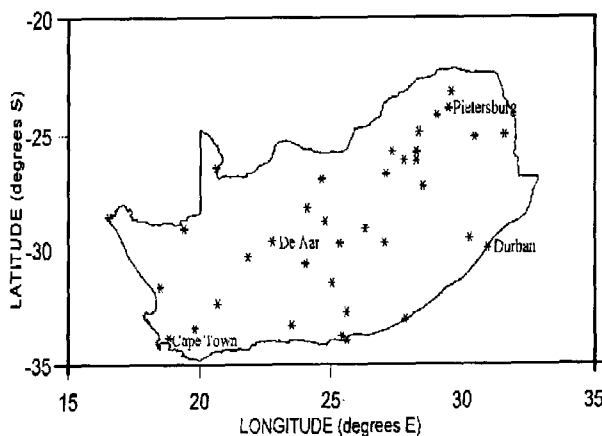 -20
Pietersburg
-25
LATITUDE (degrees S)
De Aar
Durban
-30
Cape Town
-35
15
20
25
30
35
LONGITUDE (degrees E)